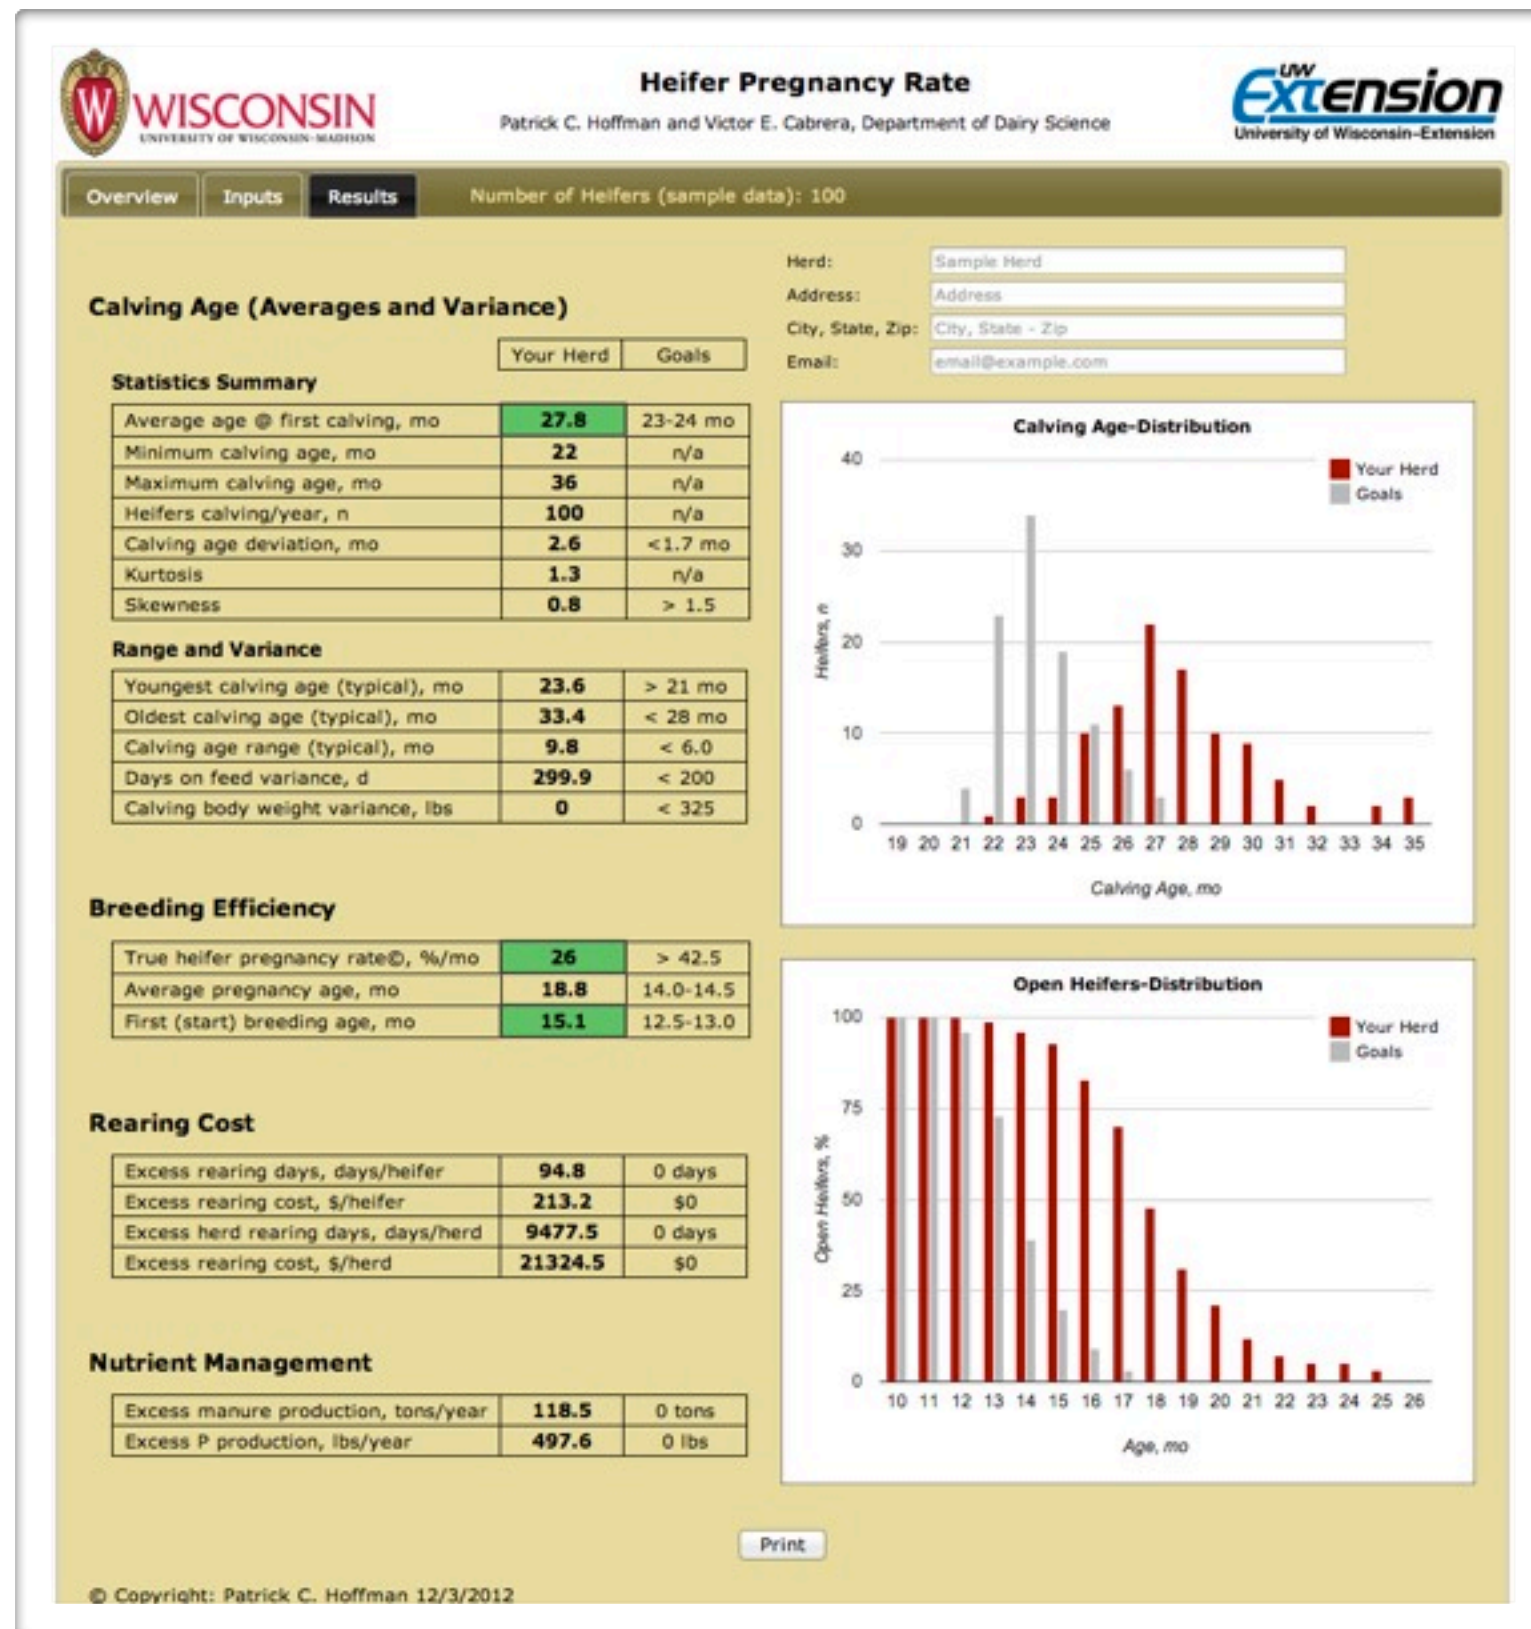 WISCONSIN
UNIVERSITY OF WISCONSIN-MADISON
Heifer Pregnancy Rate
Patrick C. Hoffman and Victor E. Cabrera, Department of Dairy Science
UW
Extension
University of Wisconsin-Extension
Overview Inputs Results Number of Heifers (sample data): 100
Herd: Sample Herd
Address: Address
City, State, Zip: City, State - Zip
Email: email@example.com
Calving Age (Averages and Variance)
Your Herd Goals
Statistics Summary
Average age @ first calving, mo 27.8 23-24 mo
Minimum calving age, mo 22 n/a
Maximum calving age, mo 36 n/a
Heifers calving/year, n 100 n/a
Calving age deviation, mo 2.6 <1.7 mo
Kurtosis 1.3 n/a
Skewness 0.8 > 1.5
Range and Variance
Youngest calving age (typical), mo 23.6 > 21 mo
Oldest calving age (typical), mo 33.4 < 28 mo
Calving age range (typical), mo 9.8 < 6.0
Days on feed variance, d 299.9 < 200
Calving body weight variance, lbs 0 < 325
Breeding Efficiency
True heifer pregnancy rate©, %/mo 26 > 42.5
Average pregnancy age, mo 18.8 14.0-14.5
First (start) breeding age, mo 15.1 12.5-13.0
Rearing Cost
Excess rearing days, days/heifer 94.8 0 days
Excess rearing cost, $/heifer 213.2 $0
Excess herd rearing days, days/herd 9477.5 0 days
Excess rearing cost, $/herd 21324.5 $0
Nutrient Management
Excess manure production, tons/year 118.5 0 tons
Excess P production, lbs/year 497.6 0 lbs
Calving Age-Distribution
Your Herd
Goals
40
30
20
10
0
Heifers, n
19 20 21 22 23 24 25 26 27 28 29 30 31 32 33 34 35
Calving Age, mo
Open Heifers-Distribution
Your Herd
Goals
100
75
50
25
0
Open Heifers, %
10 11 12 13 14 15 16 17 18 19 20 21 22 23 24 25 26
Age, mo
Print
© Copyright: Patrick C. Hoffman 12/3/2012